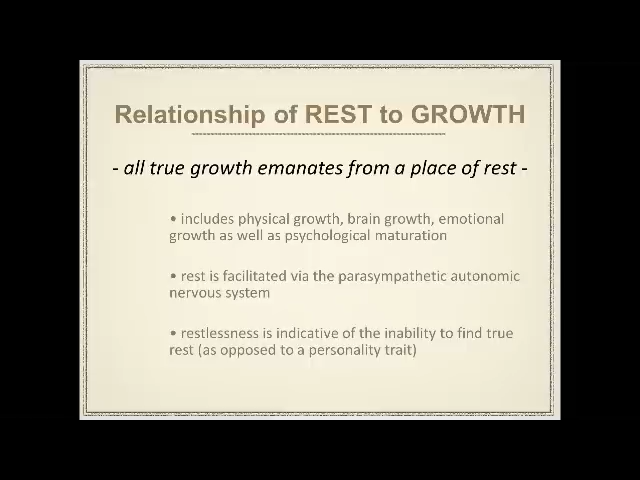 Relationship of REST to GROWTH
- all true growth emanates from a place of rest -
• includes physical growth, brain growth, emotional
growth as well as psychological maturation
• rest is facilitated via the parasympathetic autonomic
nervous system
• restlessness is indicative of the inability to find true
rest (as opposed to a personality trait)